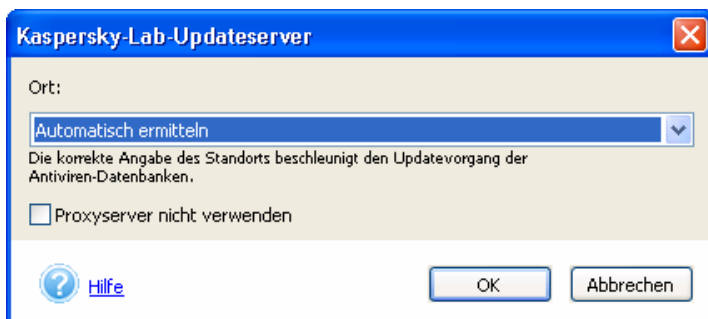 Kaspersky-Lab-Updateserver
Ort:
Automatisch ermitteln
Die korrekte Angabe des Standorts beschleunigt den Updatevorgang der
Antiviren-Datenbanken.
Proxyserver nicht verwenden
Hilfe
OK
Abbrechen